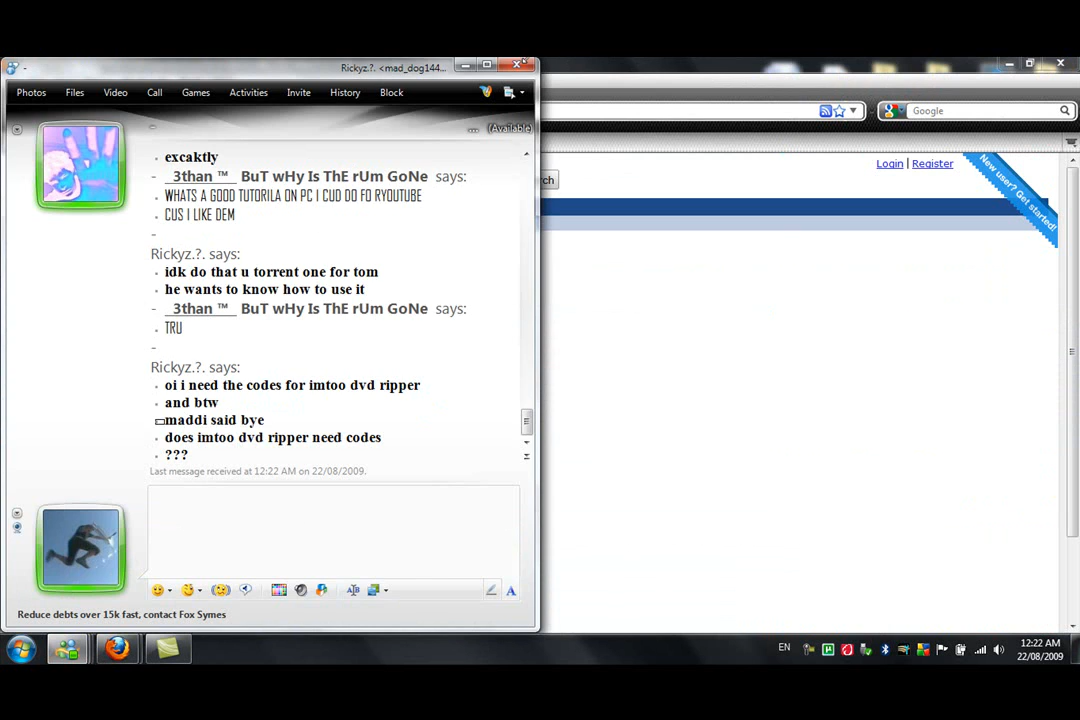 Rickyz.?. <mad_dog144...
Photos Files Video Call Games Activities Invite History Block
... (Available)
excaktly
- _3than ™_ BuT wHy Is ThE rUm GoNe says:
WHATS A GOOD TUTORILA ON PC I CUD DO FO RYOUTUBE
CUS I LIKE DEM
-
Rickyz.?. says:
idk do that u torrent one for tom
he wants to know how to use it
- _3than ™_ BuT wHy Is ThE rUm GoNe says:
TRU
-
Rickyz.?. says:
oi i need the codes for imtoo dvd ripper
and btw
maddi said bye
does imtoo dvd ripper need codes
???
Last message received at 12:22 AM on 22/08/2009.
Reduce debts over 15k fast, contact Fox Symes
Google
Login | Register
New user? Get started!
rch
EN
12:22 AM
22/08/2009